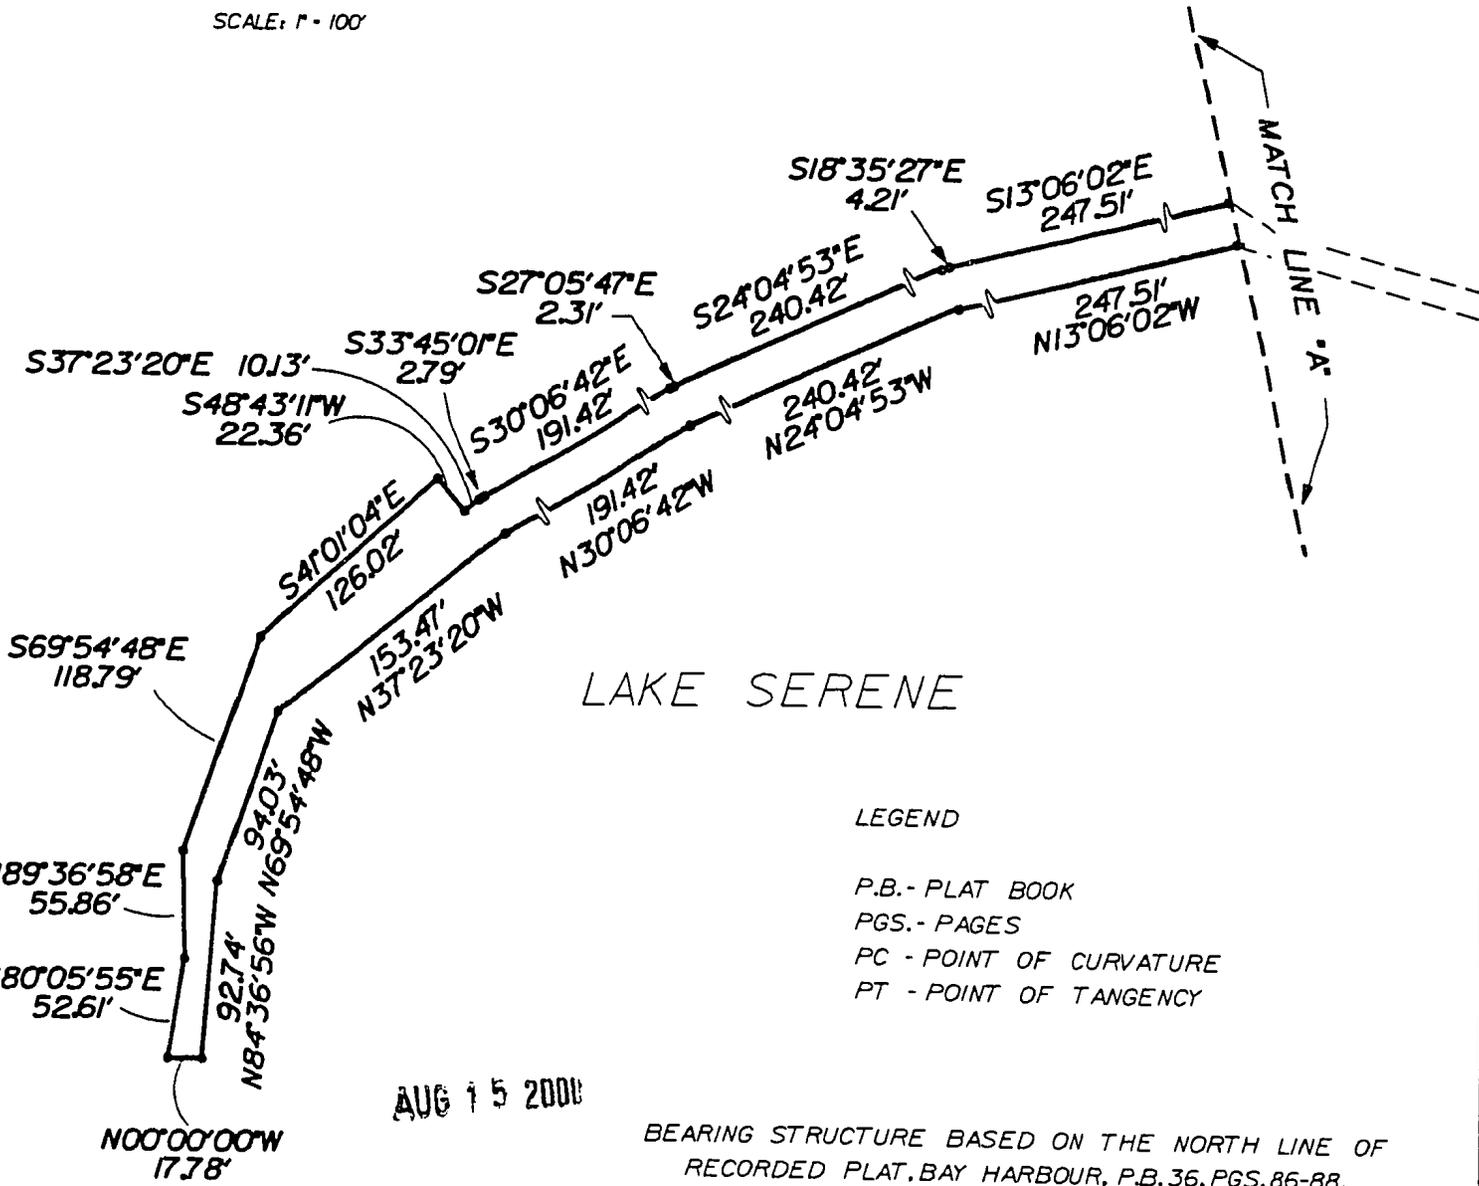 SCALE: 1" - 100'
MATCH LINE "A"
S13°06'02"E
247.51'
S18°35'27"E
4.21'
S24°04'53"E
240.42'
S27°05'47"E
2.31'
S30°06'42"E
191.42'
S33°45'01"E
2.79'
S37°23'20"E 10.13'
S48°43'11"W
22.36'
S41°01'04"E
126.02'
S69°54'48"E
118.79'
89°36'58"E
55.86'
80°05'55"E
52.61'
N00°00'00"W
17.78'
92.74'
N84°36'56"W
94.03'
N69°54'48"W
153.47'
N37°23'20"W
191.42'
N30°06'42"W
240.42'
N24°04'53"W
247.51'
N13°06'02"W
LAKE SERENE
LEGEND
P.B.- PLAT BOOK
PGS.- PAGES
PC - POINT OF CURVATURE
PT - POINT OF TANGENCY
AUG 15 2000
BEARING STRUCTURE BASED ON THE NORTH LINE OF
RECORDED PLAT, BAY HARBOUR, P.B. 36, PGS. 86-88.